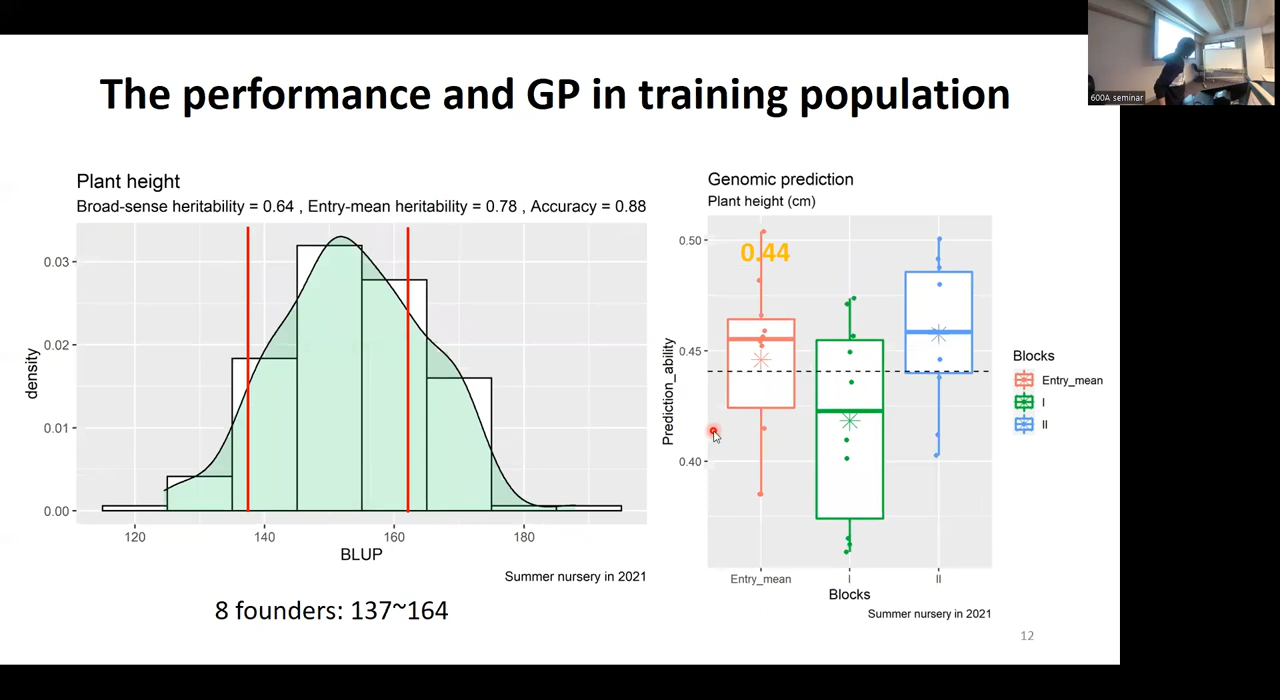 The performance and GP in training population
600A seminar
Plant height
Broad-sense heritability = 0.64 , Entry-mean heritability = 0.78 , Accuracy = 0.88
density
0.03
0.02
0.01
0.00
120
140
160
180
BLUP
Summer nursery in 2021
8 founders: 137~164
Genomic prediction
Plant height (cm)
Prediction_ability
0.50
0.45
0.40
0.44
Entry_mean
I
II
Blocks
Summer nursery in 2021
Blocks
Entry_mean
I
II
12